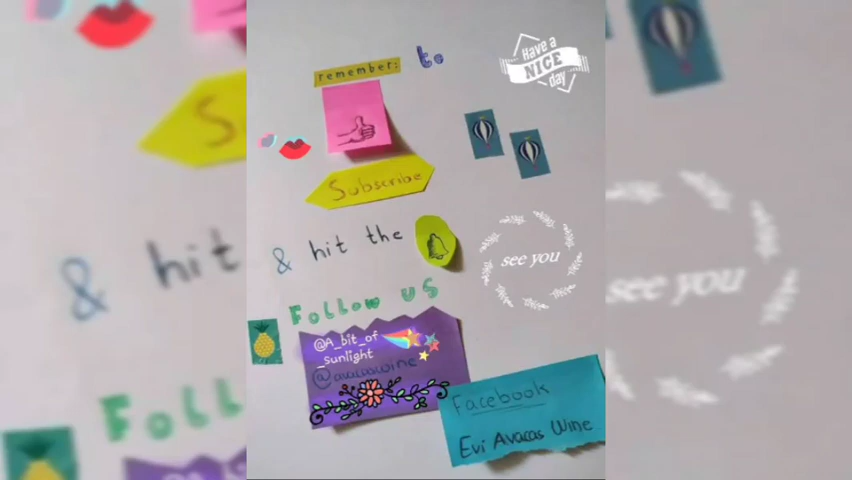 remember: to
Have a
NICE
day
Subscribe
& hit the
see you
Follow us
@A_bit_of
_sunlight
@avacaswine
Facebook
Evi Avacas Wine